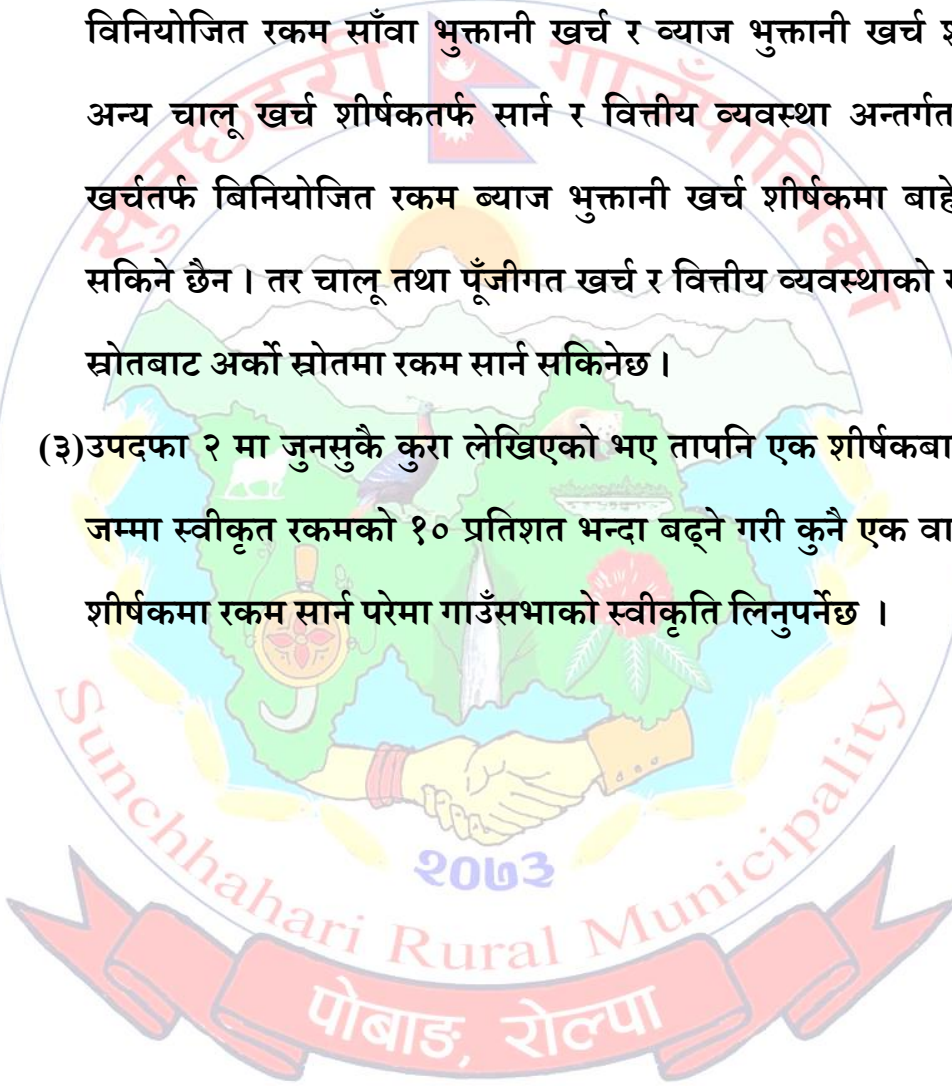 विनियोजित रकम साँवा भुक्तानी खर्च र व्याज भुक्तानी खर्च
अन्य चालू खर्च शीर्षकतर्फ सार्न र वित्तीय व्यवस्था अन्तर्गत
खर्चतर्फ बिनियोजित रकम ब्याज भुक्तानी खर्च शीर्षकमा
सकिने छैन । तर चालू तथा पूँजीगत खर्च र वित्तीय व्यवस्थाको
स्रोतबाट अर्को स्रोतमा रकम सार्न सकिनेछ ।
(३)उपदफा २ मा जुनसुकै कुरा लेखिएको भए तापनि एक
जम्मा स्वीकृत रकमको १० प्रतिशत भन्दा बढ्ने गरी कुनै एक वा
शीर्षकमा रकम सार्न परेमा गाउँसभाको स्वीकृति लिनुपर्नेछ ।
सुनछहरी गाउँपालिका
२०७३
Sunchhahari Rural Municipality
पोबाङ, रोल्पा